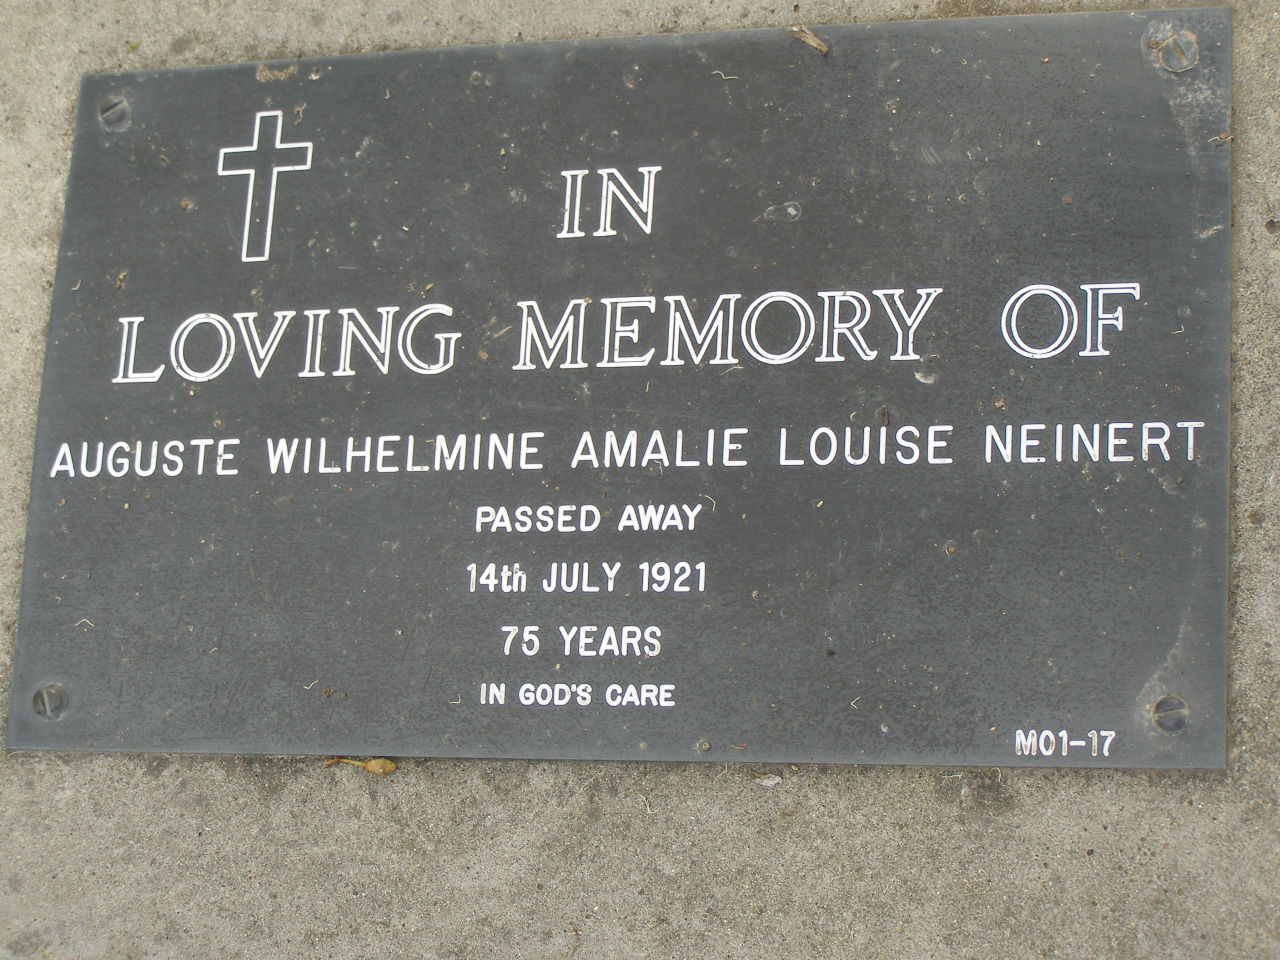 IN
LOVING MEMORY OF
AUGUSTE WILHELMINE AMALIE LOUISE NEINERT
PASSED AWAY
14th JULY 1921
75 YEARS
IN GOD'S CARE
M01-17